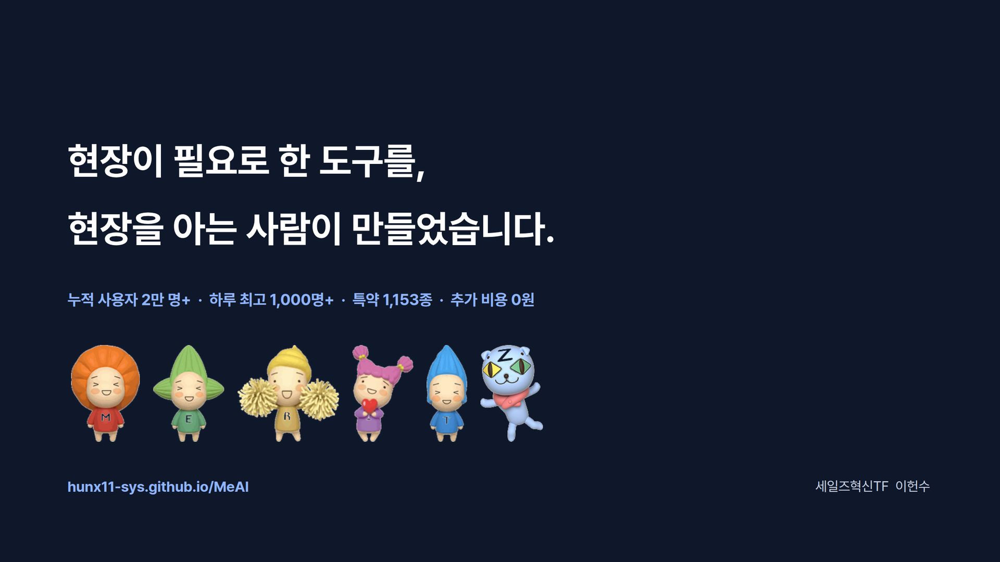 현장이 필요로 한 도구를,
현장을 아는 사람이 만들었습니다.
누적 사용자 2만 명+ · 하루 최고 1,000명+ · 특약 1,153종 · 추가 비용 0원
Z
M E R T
hunx11-sys.github.io/MeAI
세일즈혁신TF 이헌수